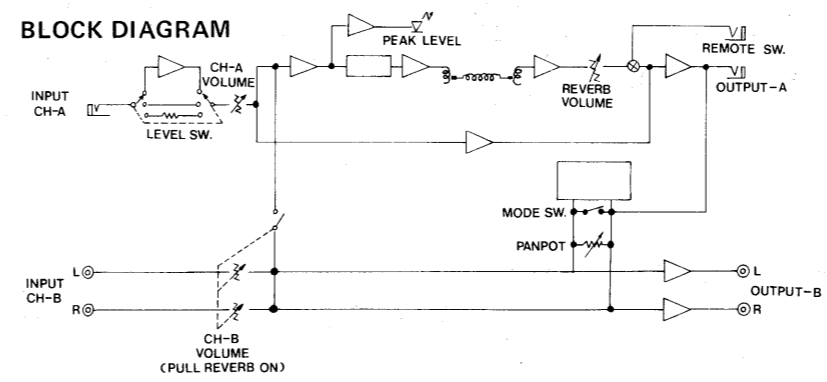 BLOCK DIAGRAM
PEAK LEVEL
REMOTE SW.
CH-A
VOLUME
INPUT
CH-A
LEVEL SW.
REVERB
VOLUME
OUTPUT-A
MODE SW.
PANPOT
INPUT
CH-B
L
R
L
R
OUTPUT-B
CH-B
VOLUME
(PULL REVERB ON)